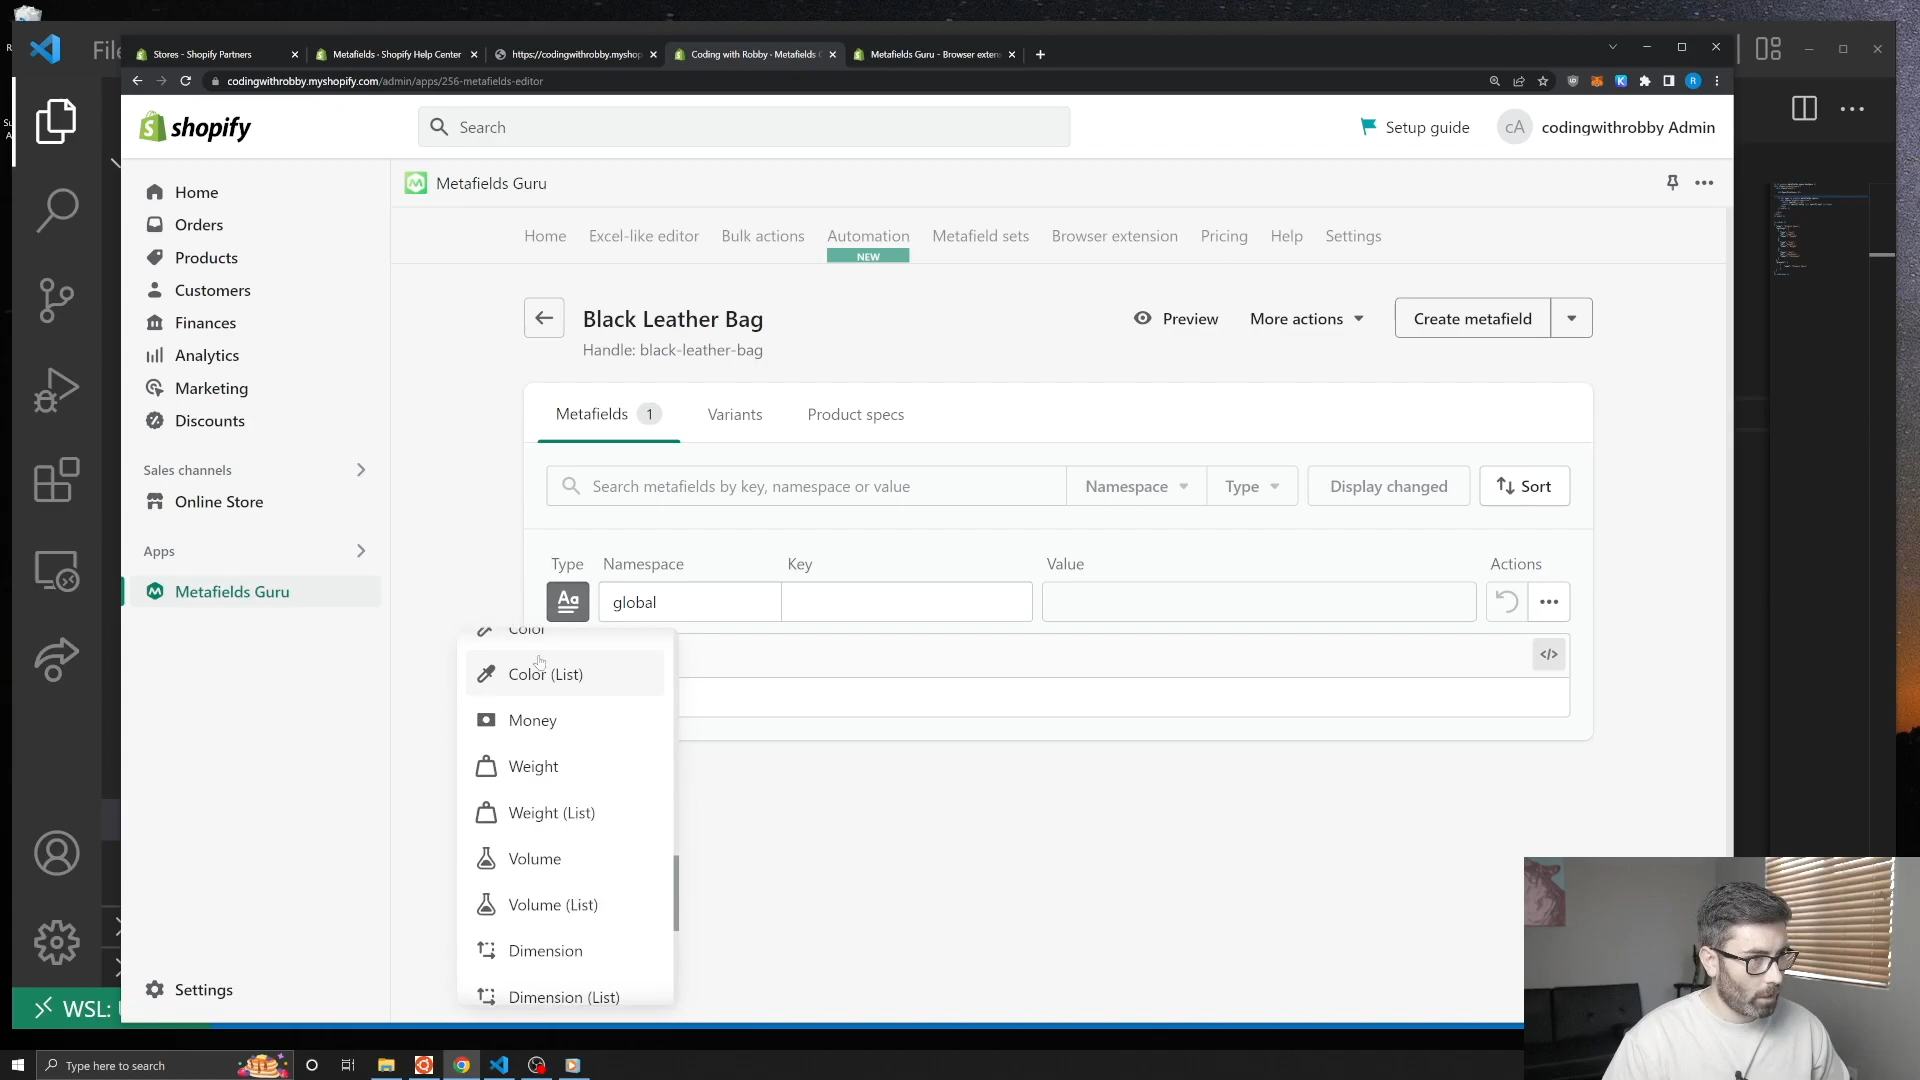 File
Stores - Shopify Partners
Metafields · Shopify Help Center
https://codingwithrobby.myshop
Coding with Robby · Metafields
Metafields Guru - Browser exten
codingwithrobby.myshopify.com/admin/apps/256-metafields-editor
R
shopify
Search
Setup guide
cA
codingwithrobby Admin
Home
Orders
Products
Customers
Finances
Analytics
Marketing
Discounts
Sales channels
Online Store
Apps
Metafields Guru
Settings
Metafields Guru
Home
Excel-like editor
Bulk actions
Automation
NEW
Metafield sets
Browser extension
Pricing
Help
Settings
Black Leather Bag
Handle: black-leather-bag
Preview
More actions
Create metafield
Metafields 1
Variants
Product specs
Search metafields by key, namespace or value
Namespace
Type
Display changed
Sort
Type
Namespace
Key
Value
Actions
Aa
global
</>
Color
Color (List)
Money
Weight
Weight (List)
Volume
Volume (List)
Dimension
Dimension (List)
WSL:
Type here to search